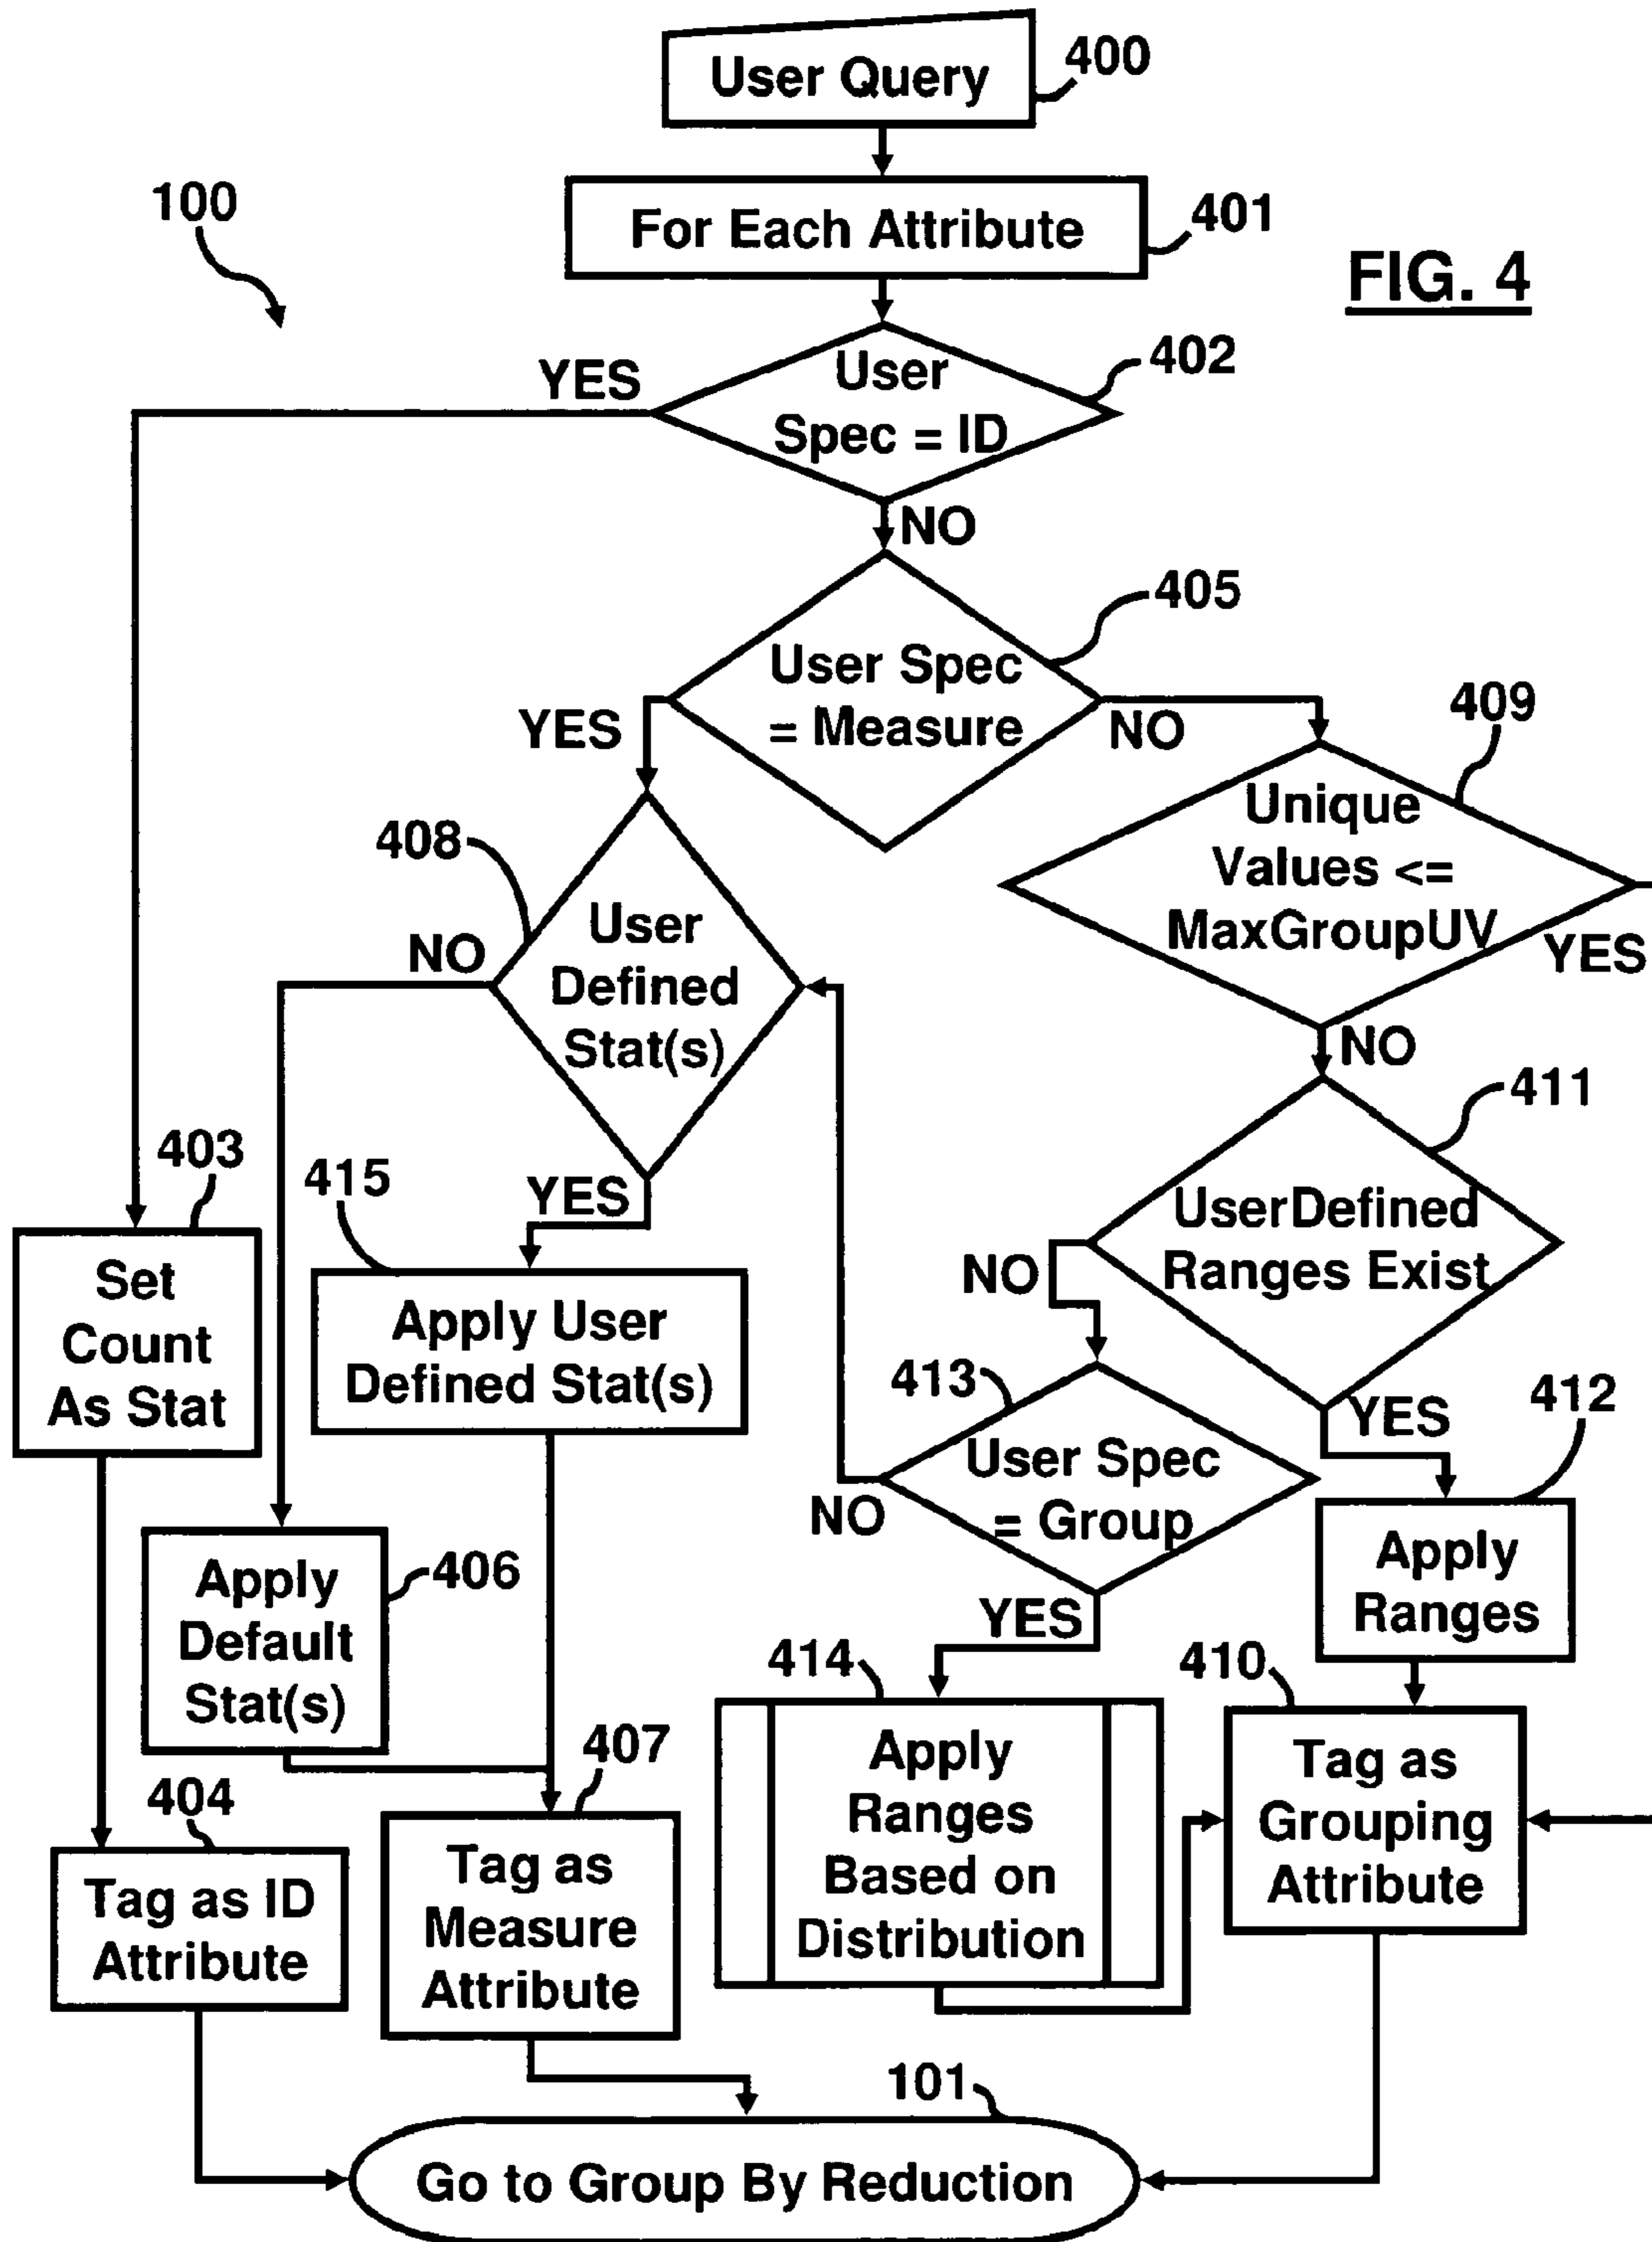 User Query
400
100
For Each Attribute
401
FIG. 4
YES
User
Spec = ID
402
NO
405
User Spec
= Measure
YES
NO
409
Unique
Values <=
MaxGroupUV
YES
NO
408
User
Defined
Stat(s)
NO
YES
411
UserDefined
Ranges Exist
NO
YES
403
Set
Count
As Stat
415
Apply User
Defined Stat(s)
413
User Spec
= Group
NO
YES
412
Apply
Ranges
Apply
Default
Stat(s)
406
414
Apply
Ranges
Based on
Distribution
410
Tag as
Grouping
Attribute
404
Tag as ID
Attribute
407
Tag as
Measure
Attribute
101
Go to Group By Reduction